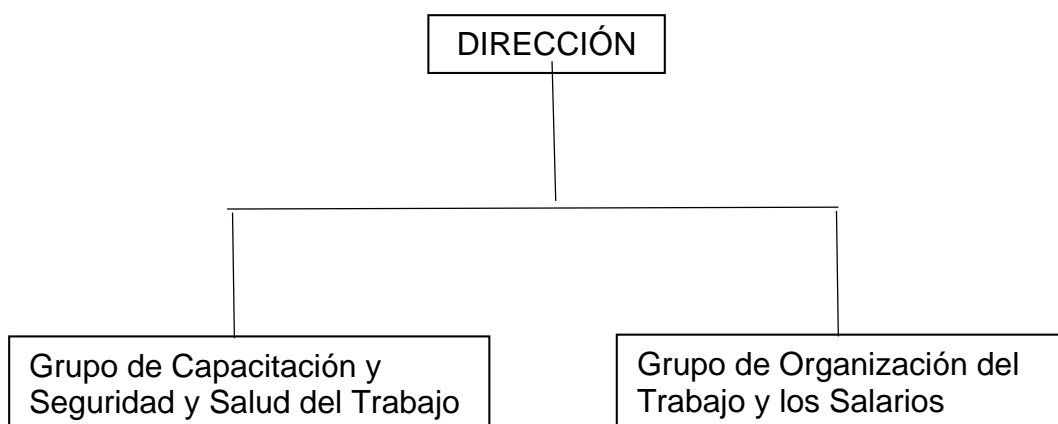 DIRECCIÓN
Grupo de Capacitación y
Seguridad y Salud del Trabajo
Grupo de Organización del
Trabajo y los Salarios